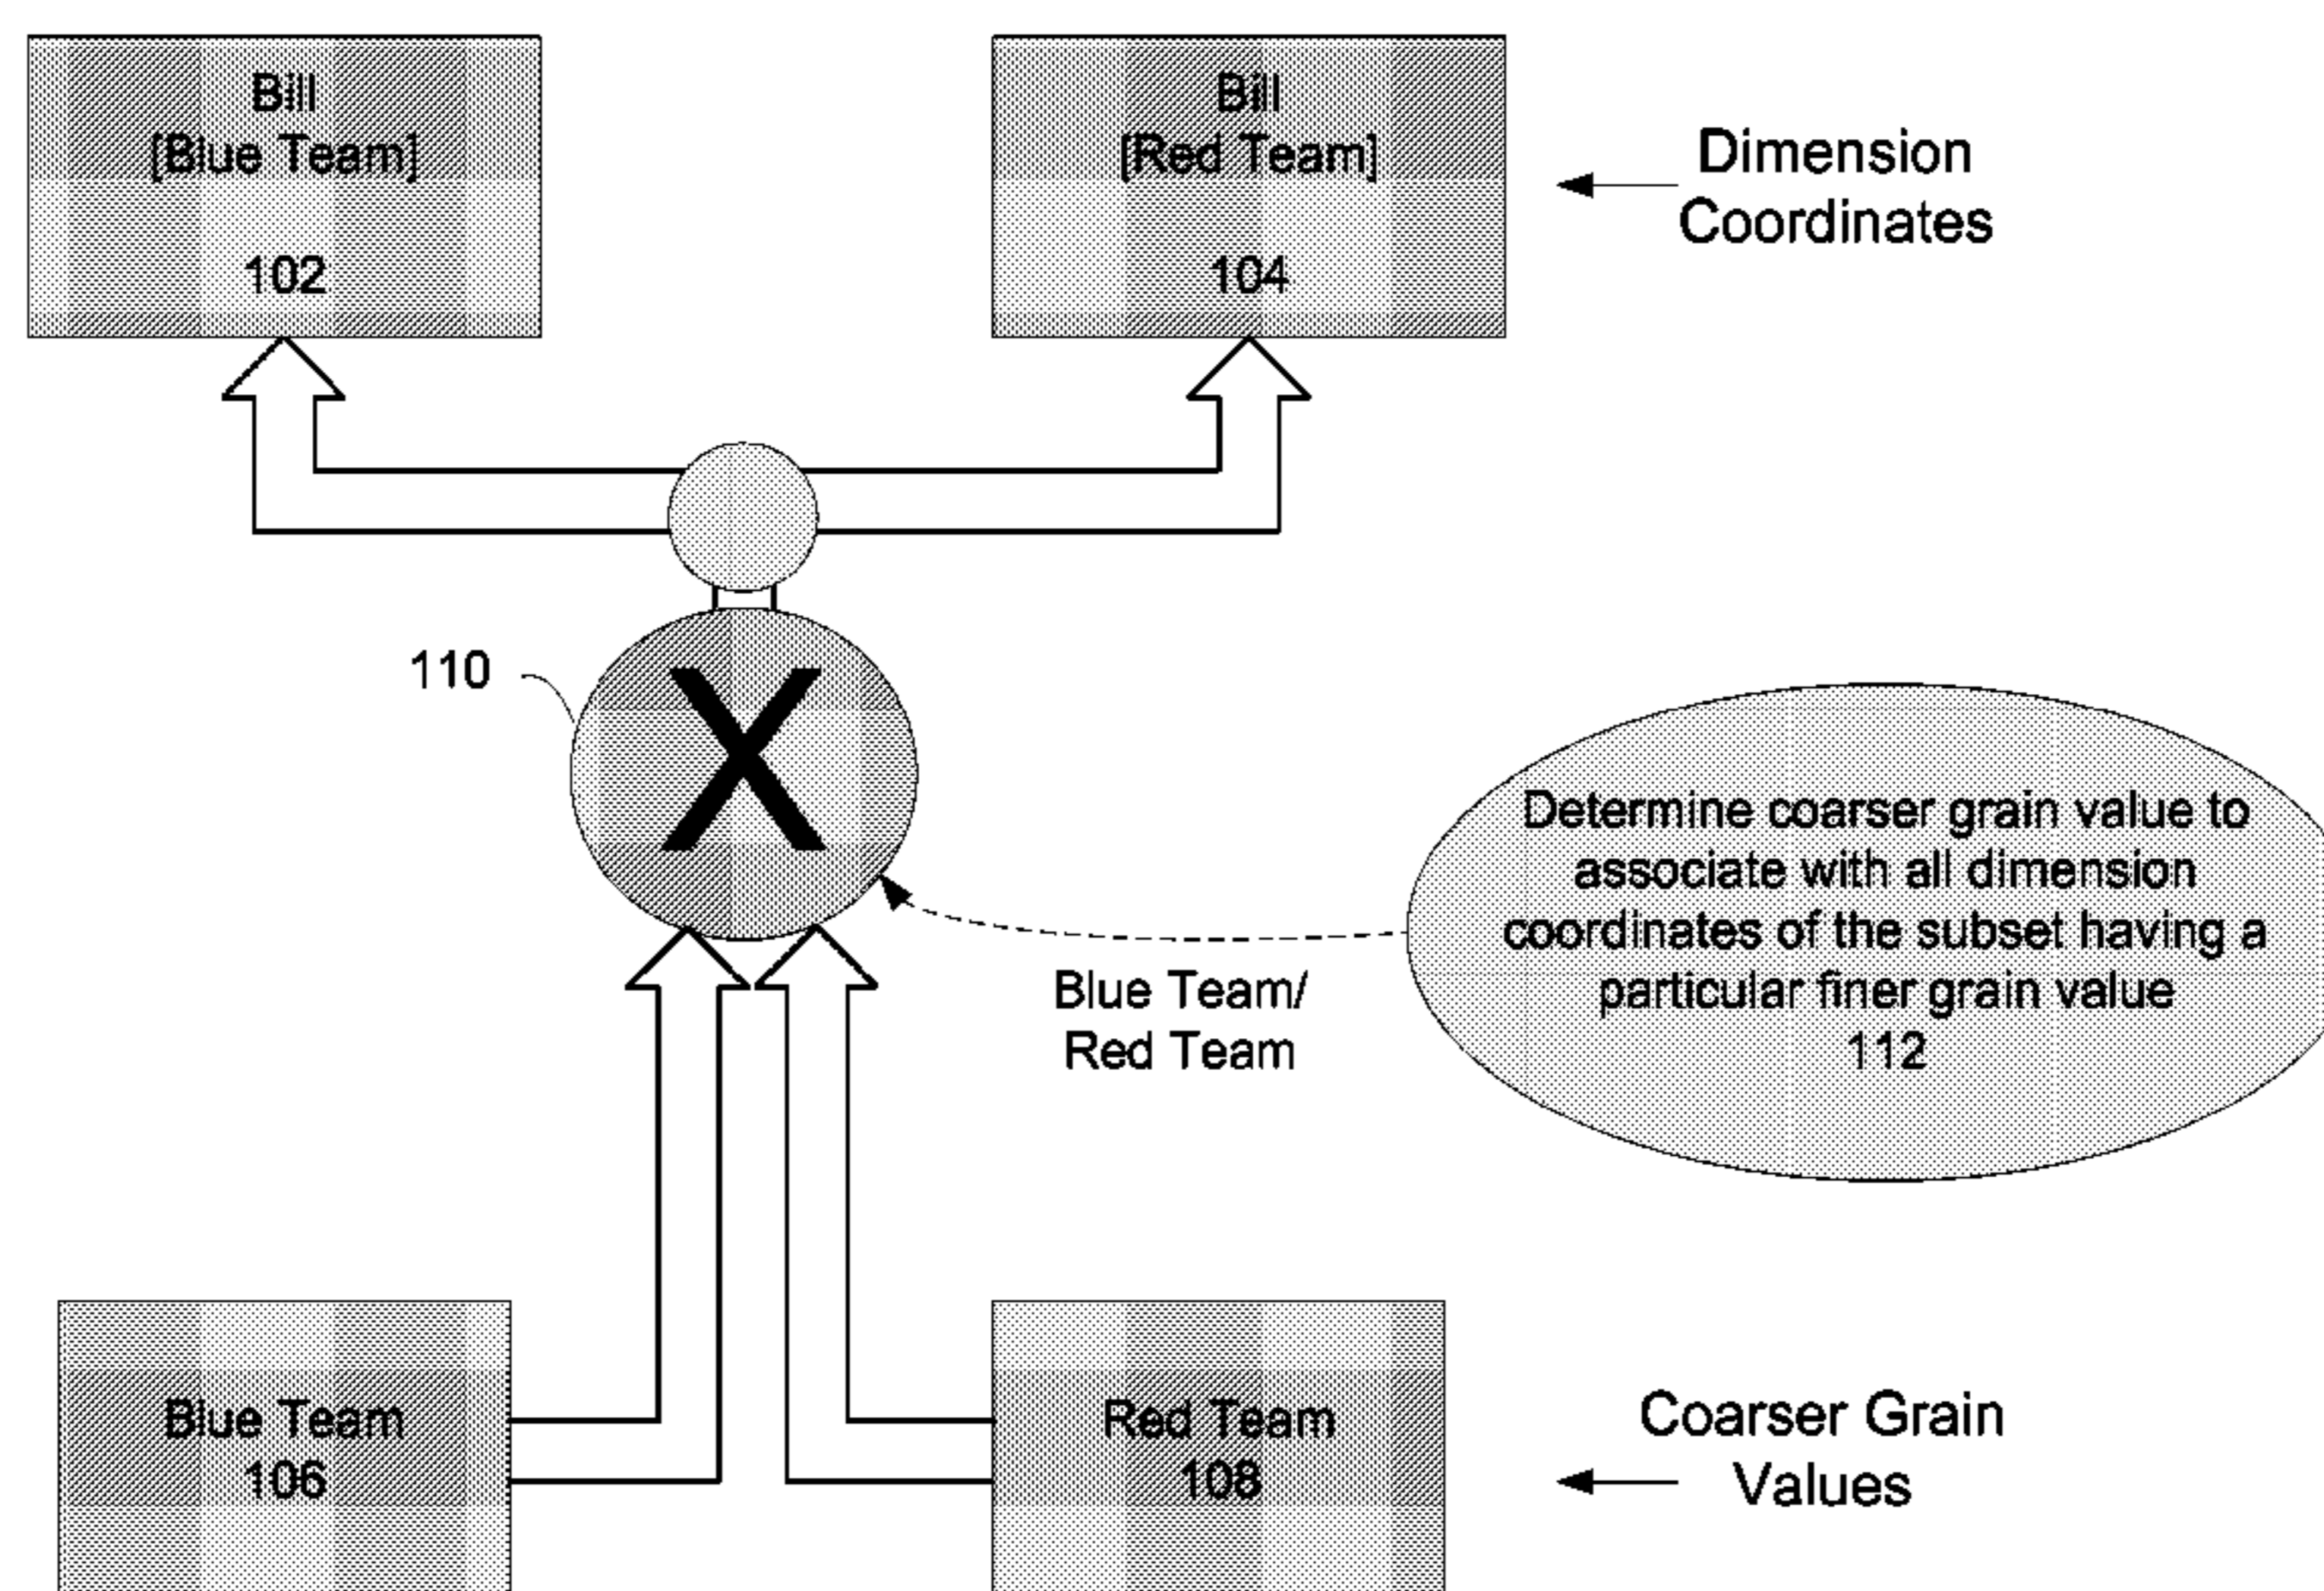 Bill
[Blue Team]
102
Bill
[Red Team]
104
Dimension
Coordinates
110
X
Determine coarser grain value to
associate with all dimension
coordinates of the subset having a
particular finer grain value
112
Blue Team/
Red Team
Blue Team
106
Red Team
108
Coarser Grain
Values